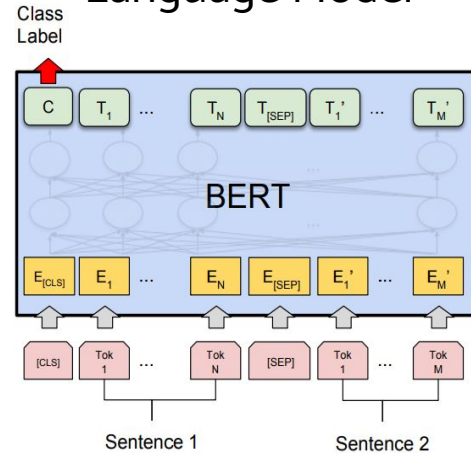 Language Model
Class
Label
C T1 ... TN T[SEP] T1' ... TM'
...
BERT
...
E[CLS] E1 ... EN E[SEP] E1' ... EM'
[CLS] Tok 1 ... Tok N [SEP] Tok 1 ... Tok M
Sentence 1 Sentence 2